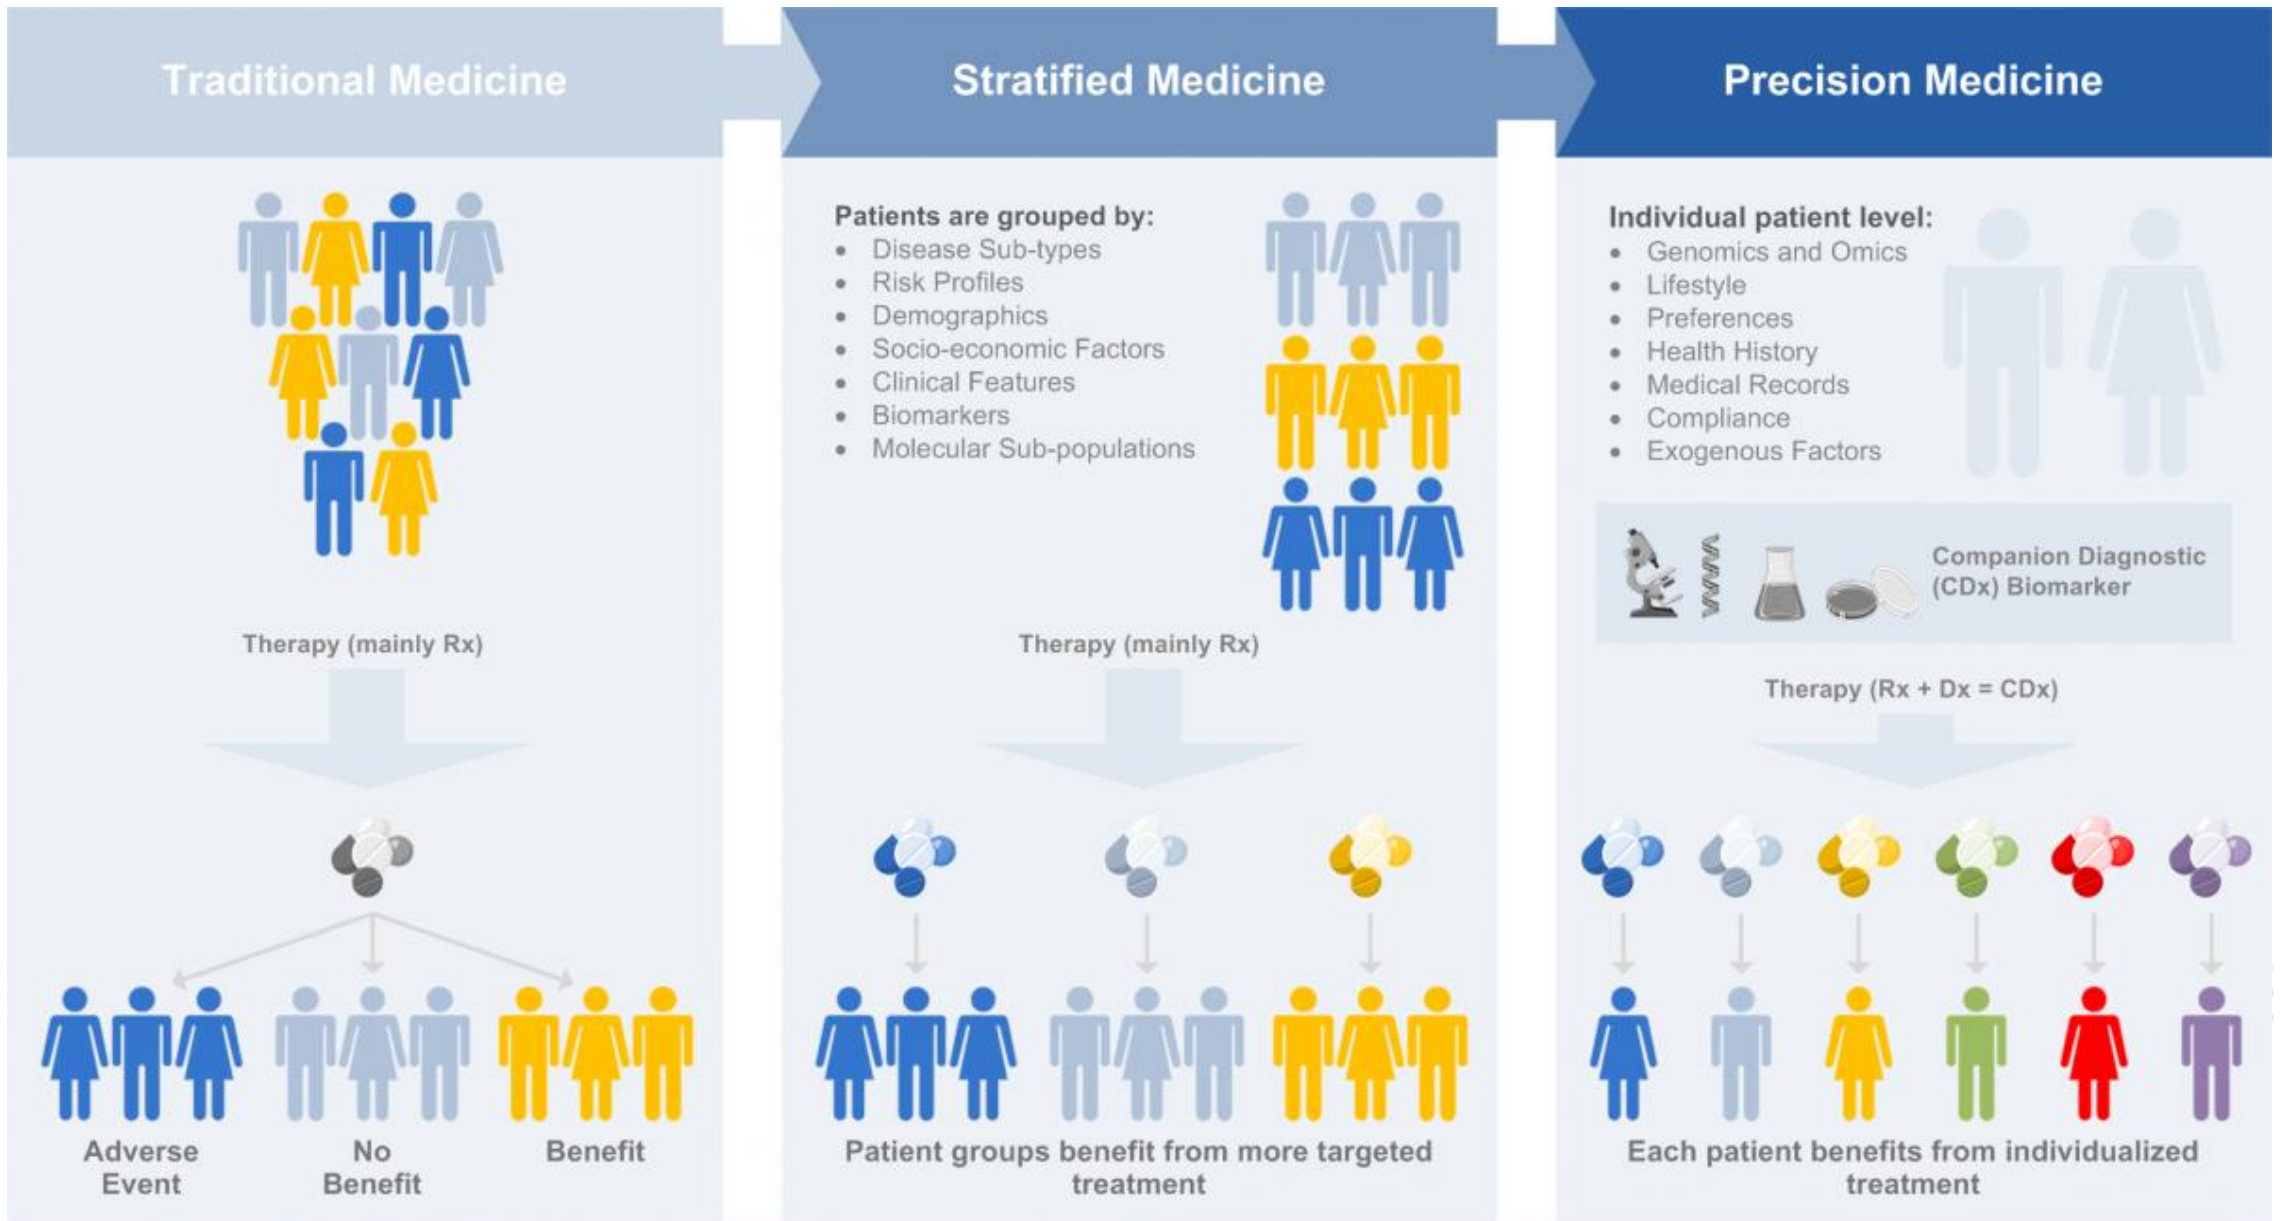 Traditional Medicine
Therapy (mainly Rx)
Adverse
Event
No
Benefit
Benefit
Stratified Medicine
Patients are grouped by:
• Disease Sub-types
• Risk Profiles
• Demographics
• Socio-economic Factors
• Clinical Features
• Biomarkers
• Molecular Sub-populations
Therapy (mainly Rx)
Patient groups benefit from more targeted
treatment
Precision Medicine
Individual patient level:
• Genomics and Omics
• Lifestyle
• Preferences
• Health History
• Medical Records
• Compliance
• Exogenous Factors
Companion Diagnostic
(CDx) Biomarker
Therapy (Rx + Dx = CDx)
Each patient benefits from individualized
treatment